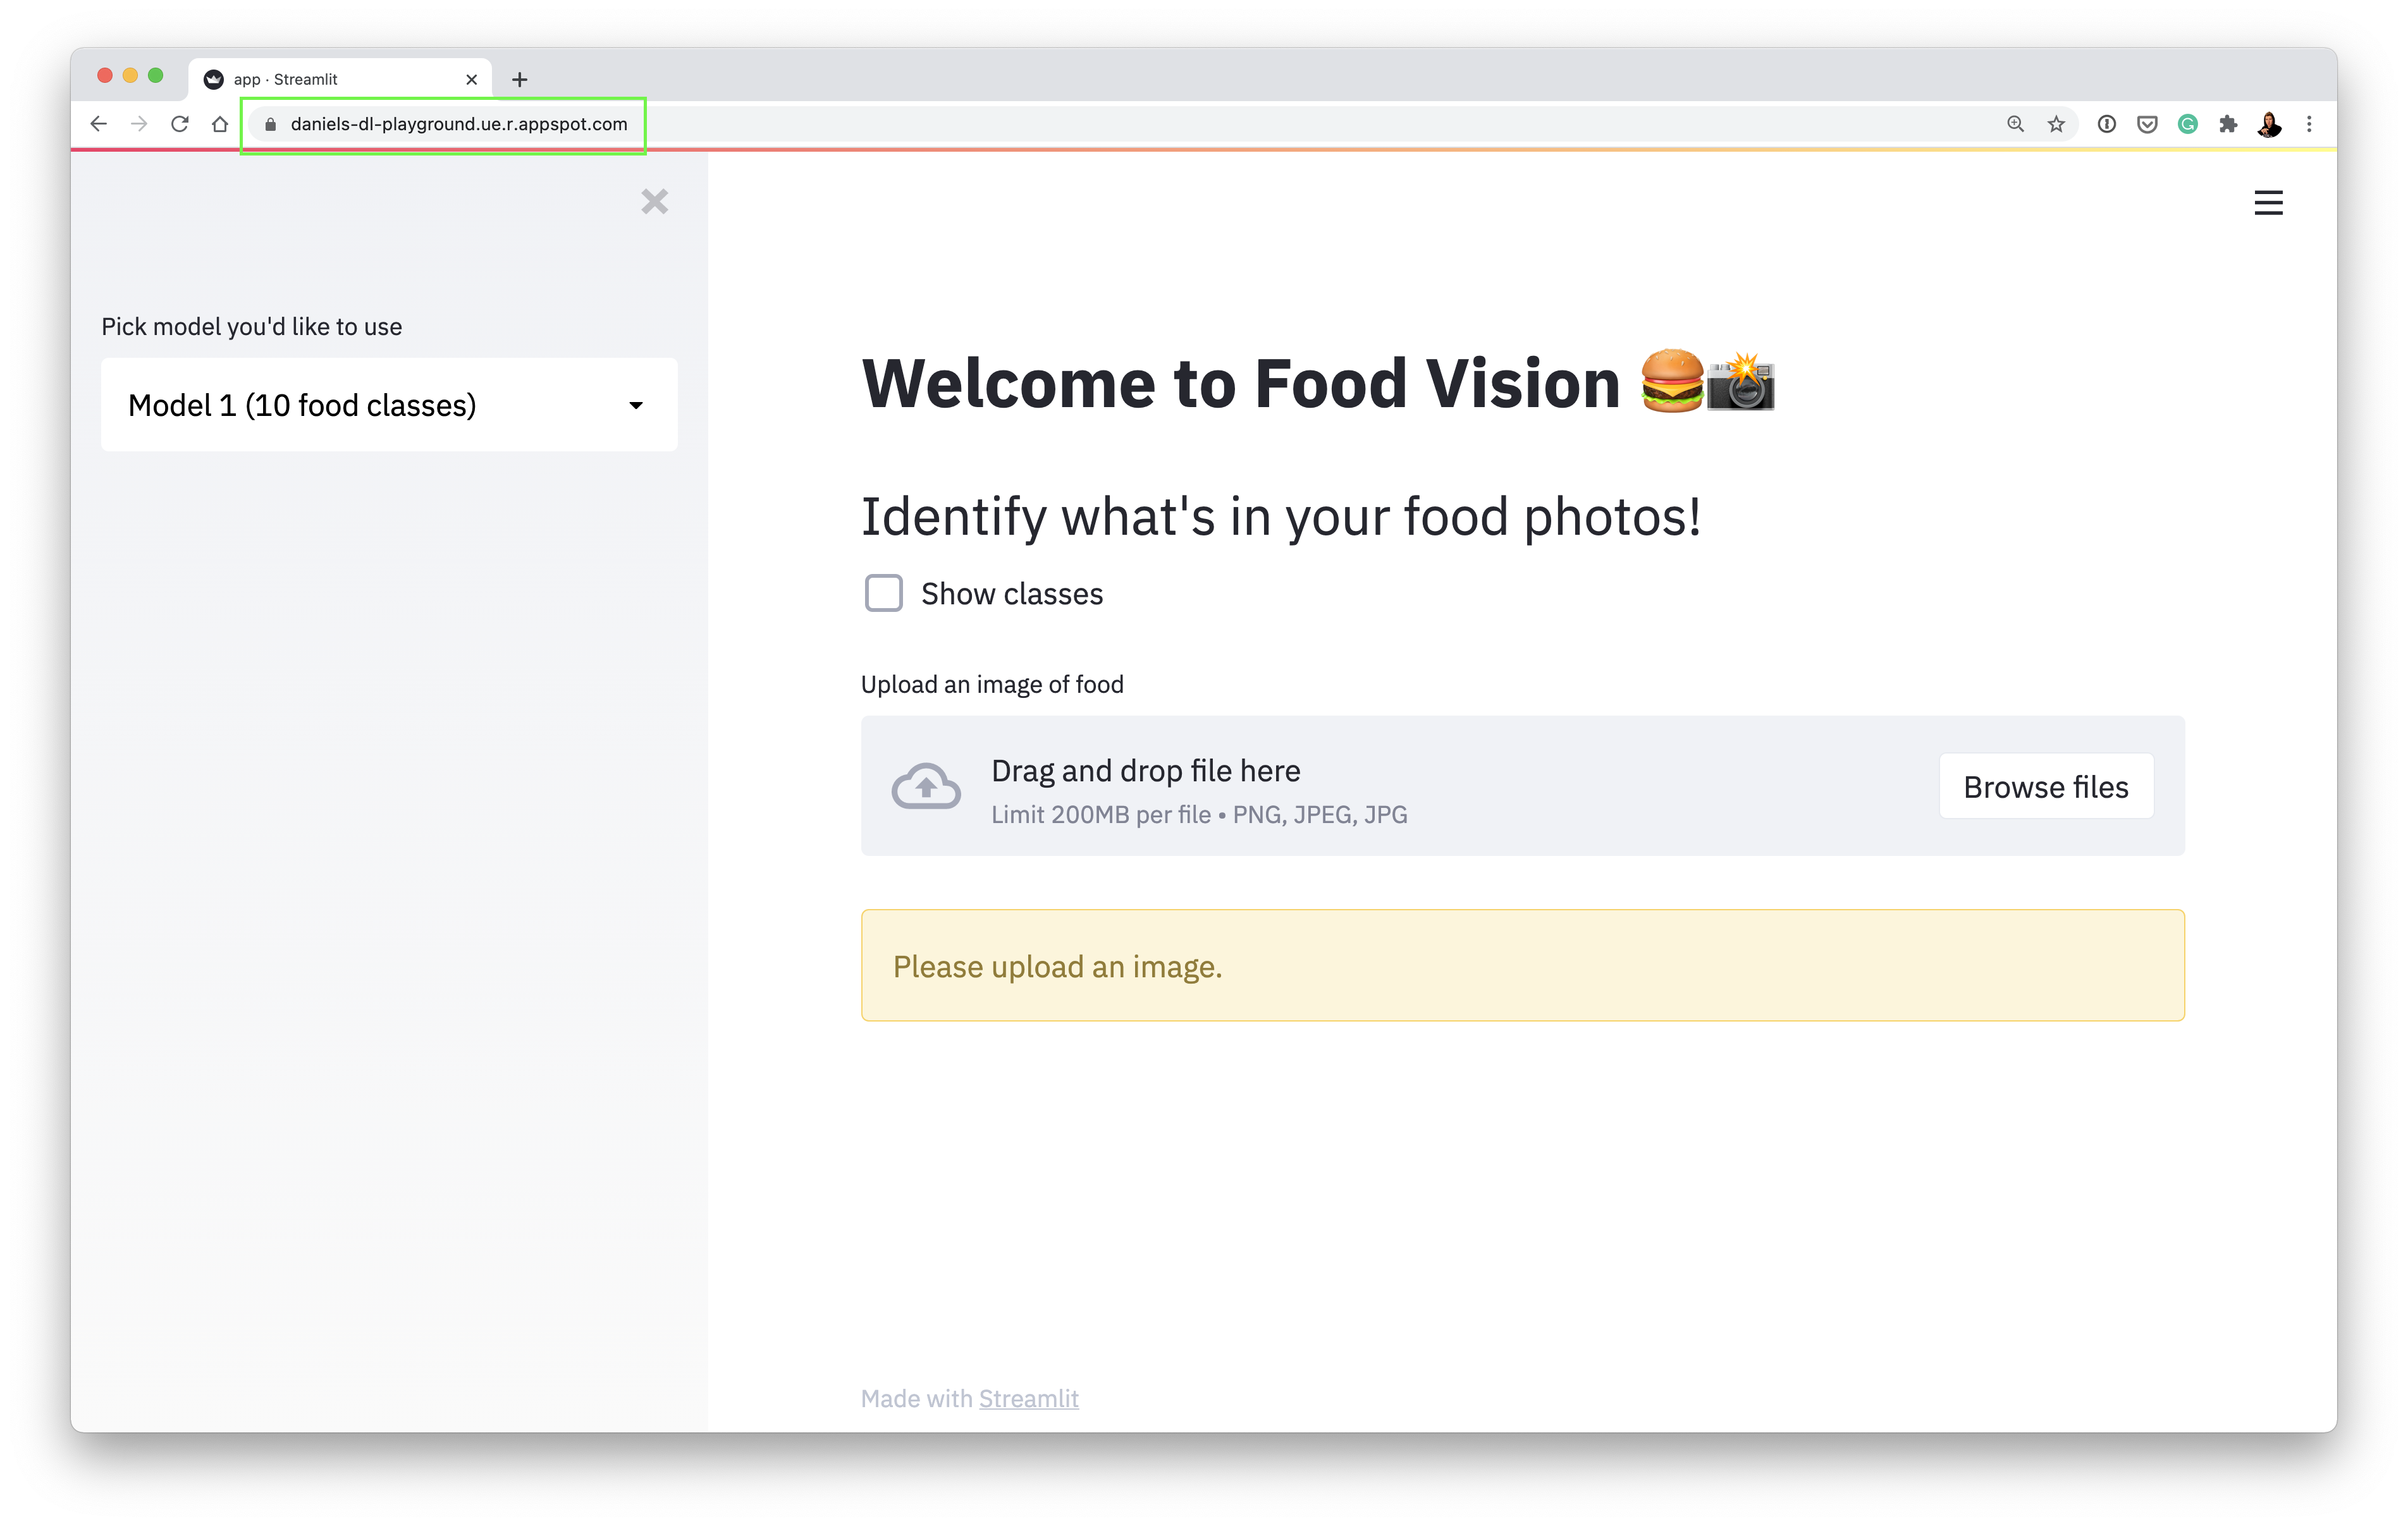 app · Streamlit
daniels-dl-playground.ue.r.appspot.com
Pick model you'd like to use
Model 1 (10 food classes)
Welcome to Food Vision 🍔📸
Identify what's in your food photos!
Show classes
Upload an image of food
Drag and drop file here
Limit 200MB per file • PNG, JPEG, JPG
Browse files
Please upload an image.
Made with Streamlit